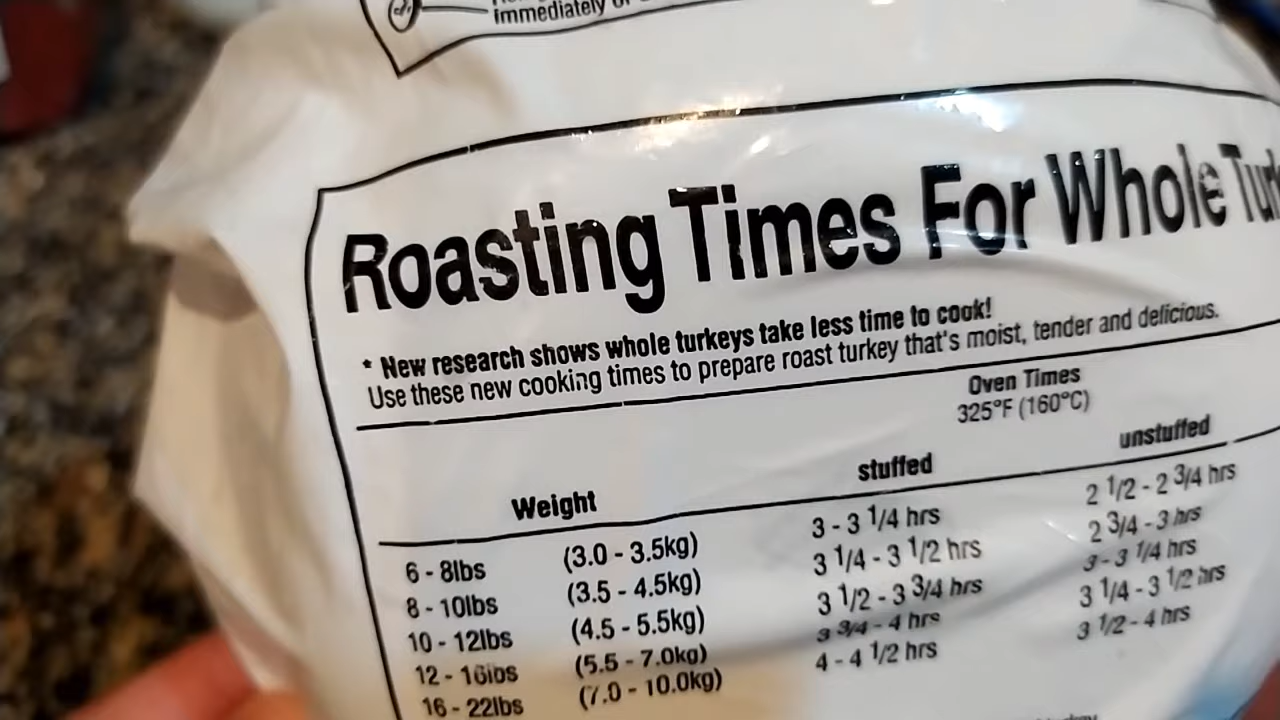 immediately or
Roasting Times For Whole
* New research shows whole turkeys take less time to cook!
Use these new cooking times to prepare roast turkey that's moist, tender and delicious.
Oven Times
325°F (160°C)
Weight stuffed unstuffed
6 - 8lbs (3.0 - 3.5kg) 3 - 3 1/4 hrs 2 1/2 - 2 3/4 hrs
8 - 10lbs (3.5 - 4.5kg) 3 1/4 - 3 1/2 hrs 2 3/4 - 3 hrs
10 - 12lbs (4.5 - 5.5kg) 3 1/2 - 3 3/4 hrs 3 - 3 1/4 hrs
12 - 16lbs (5.5 - 7.0kg) 3 3/4 - 4 hrs 3 1/4 - 3 1/2 hrs
16 - 22lbs (7.0 - 10.0kg) 4 - 4 1/2 hrs 3 1/2 - 4 hrs